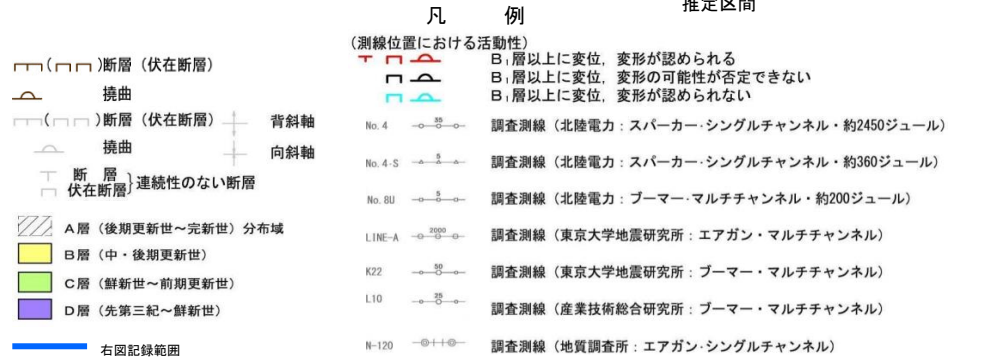 推定区間
凡 例
(測線位置における活動性)
B₁層以上に変位，変形が認められる
B₁層以上に変位，変形の可能性が否定できない
B₁層以上に変位，変形が認められない
( )断層（伏在断層）
撓曲
( )断層（伏在断層）
撓曲
背斜軸
向斜軸
断 層
伏在断層
}連続性のない断層
A層（後期更新世～完新世）分布域
B層（中・後期更新世）
C層（鮮新世～前期更新世）
D層（先第三紀～鮮新世）
右図記録範囲
No. 4 35 調査測線（北陸電力：スパーカー・シングルチャンネル・約2450ジュール）
No. 4-S 5 調査測線（北陸電力：スパーカー・シングルチャンネル・約360ジュール）
No. 8U 5 調査測線（北陸電力：ブーマー・マルチチャンネル・約200ジュール）
LINE-A 2000 調査測線（東京大学地震研究所：エアガン・マルチチャンネル）
K22 50 調査測線（東京大学地震研究所：ブーマー・マルチチャンネル）
L10 25 調査測線（産業技術総合研究所：ブーマー・マルチチャンネル）
N-120 調査測線（地質調査所：エアガン・シングルチャンネル）